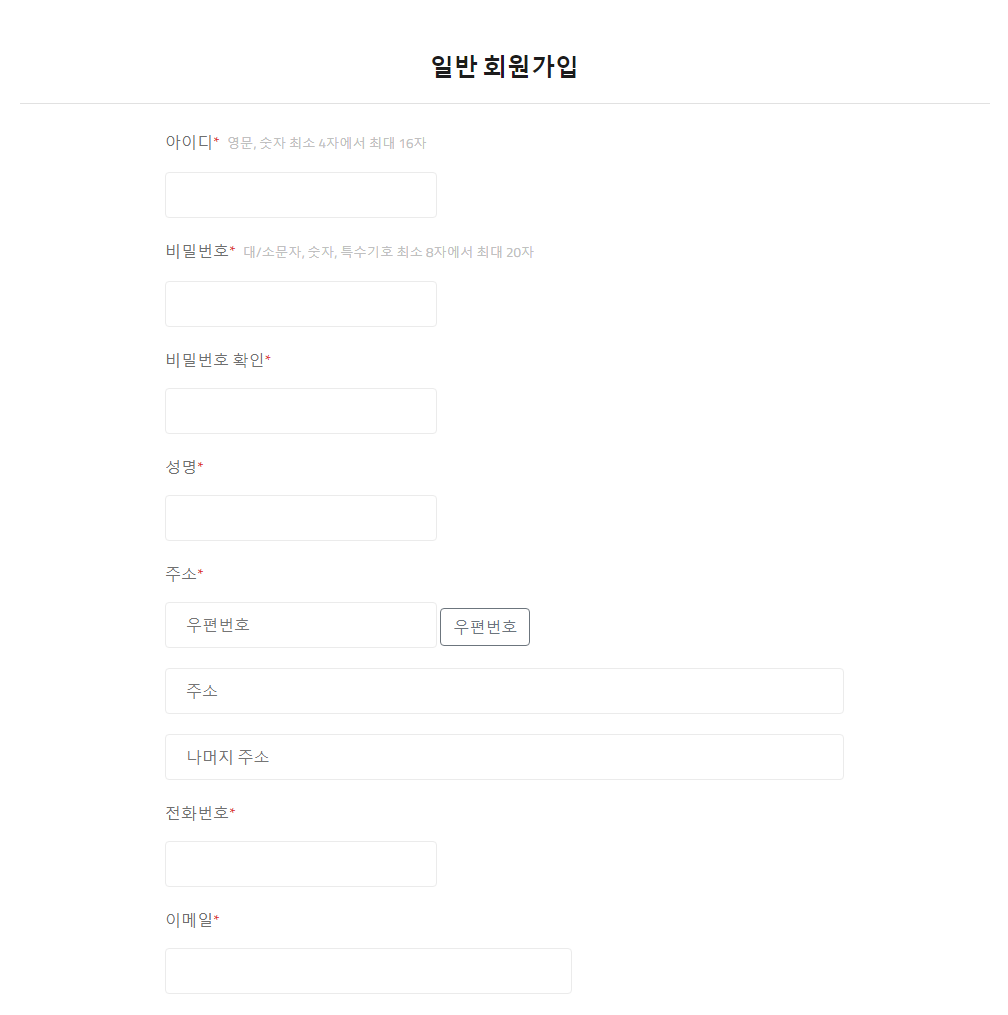 일반 회원가입
아이디* 영문, 숫자 최소 4자에서 최대 16자
비밀번호* 대/소문자, 숫자, 특수기호 최소 8자에서 최대 20자
비밀번호 확인*
성명*
주소*
우편번호 우편번호
주소
나머지 주소
전화번호*
이메일*